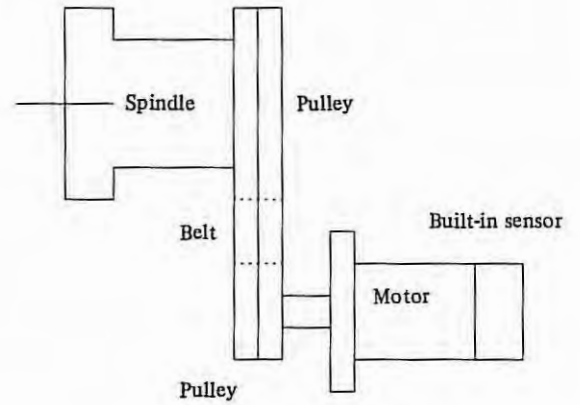 Spindle
Pulley
Belt
Built-in sensor
Motor
Pulley